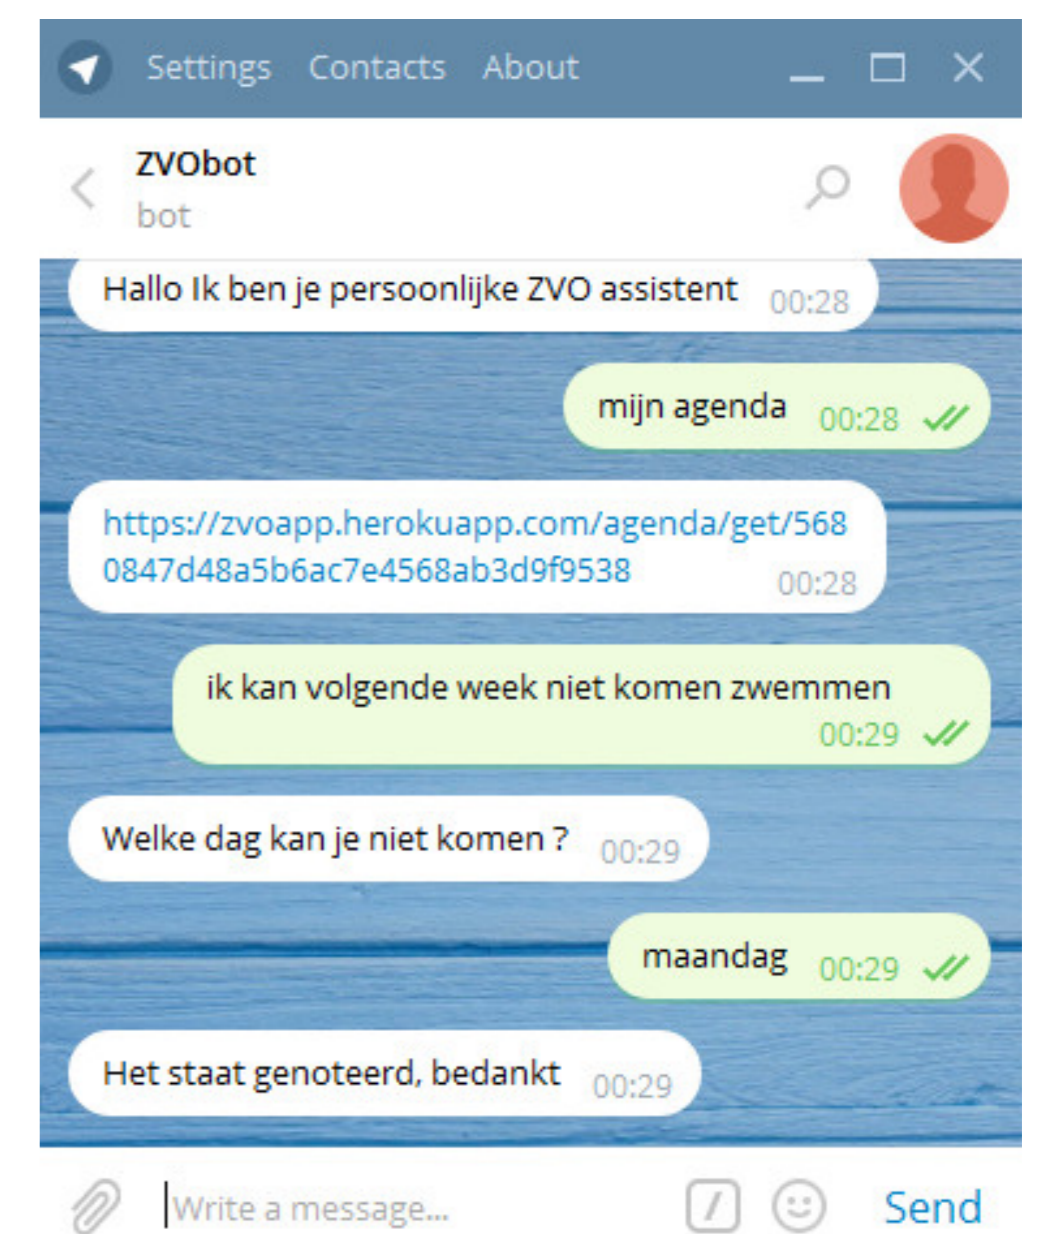 Settings Contacts About
ZVObot
bot
Hallo Ik ben je persoonlijke ZVO assistent 00:28
mijn agenda 00:28
https://zvoapp.herokuapp.com/agenda/get/568
0847d48a5b6ac7e4568ab3d9f9538 00:28
ik kan volgende week niet komen zwemmen
00:29
Welke dag kan je niet komen ? 00:29
maandag 00:29
Het staat genoteerd, bedankt 00:29
Write a message... Send